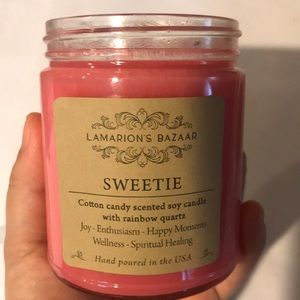 LAMARION'S BAZAAR
SWEETIE
Cotton candy scented soy candle
with rainbow quartz
Joy · Enthusiasm · Happy Moments
Wellness · Spiritual Healing
Hand poured in the USA